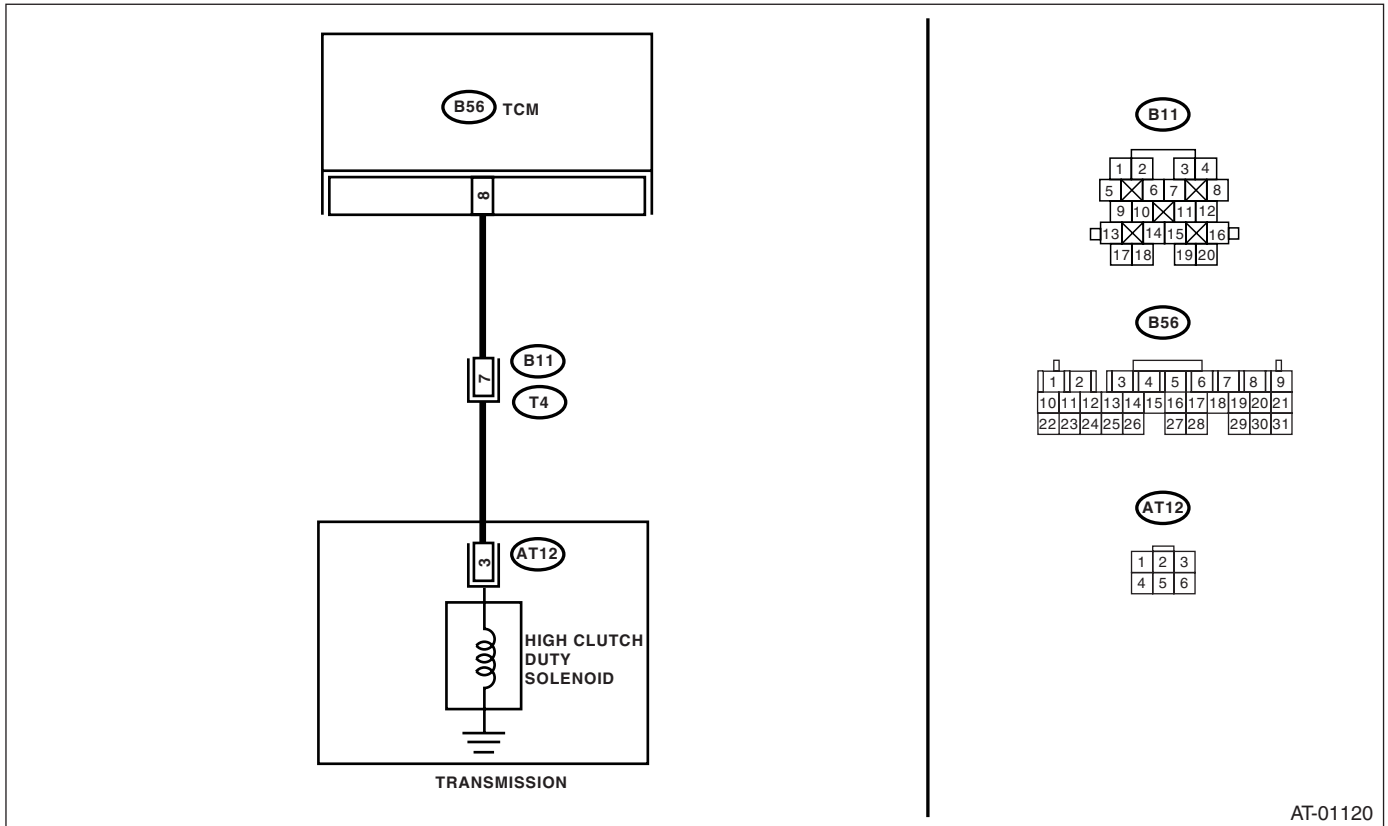 B56 TCM
8
7
B11
T4
3
AT12
HIGH CLUTCH
DUTY
SOLENOID
TRANSMISSION
B11
1 2 3 4
5 6 7 8
9 10 11 12
13 14 15 16
17 18 19 20
B56
1 2 3 4 5 6 7 8 9
10 11 12 13 14 15 16 17 18 19 20 21
22 23 24 25 26 27 28 29 30 31
AT12
1 2 3
4 5 6
AT-01120